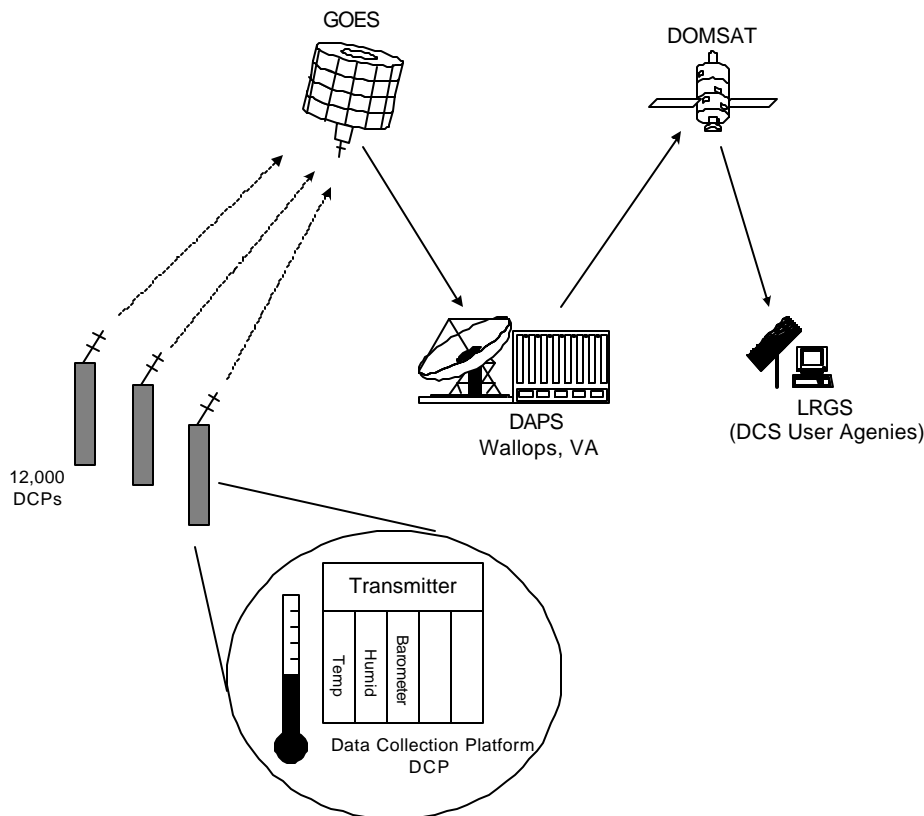 GOES
DOMSAT
DAPS
Wallops, VA
LRGS
(DCS User Agenies)
12,000
DCPs
Transmitter
Temp
Humid
Barometer
Data Collection Platform
DCP